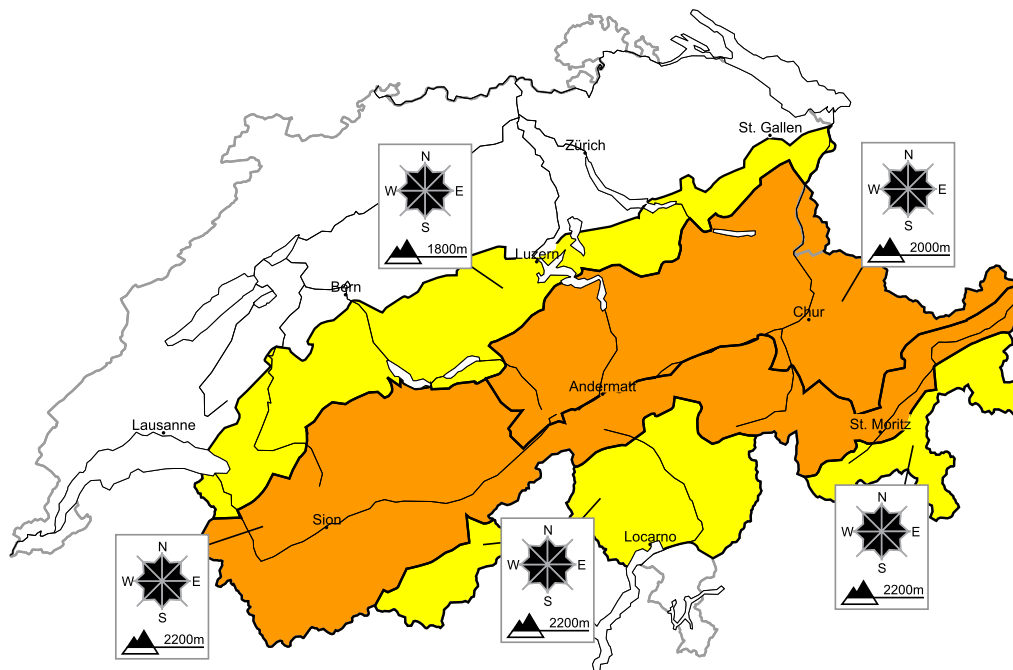 St. Gallen
Zürich
N
W E
S
1800m
N
W E
S
2000m
Luzern
Bern
Chur
Andermatt
Lausanne
St. Moritz
Sion
Locarno
N
W E
S
2200m
N
W E
S
2200m
N
W E
S
2200m